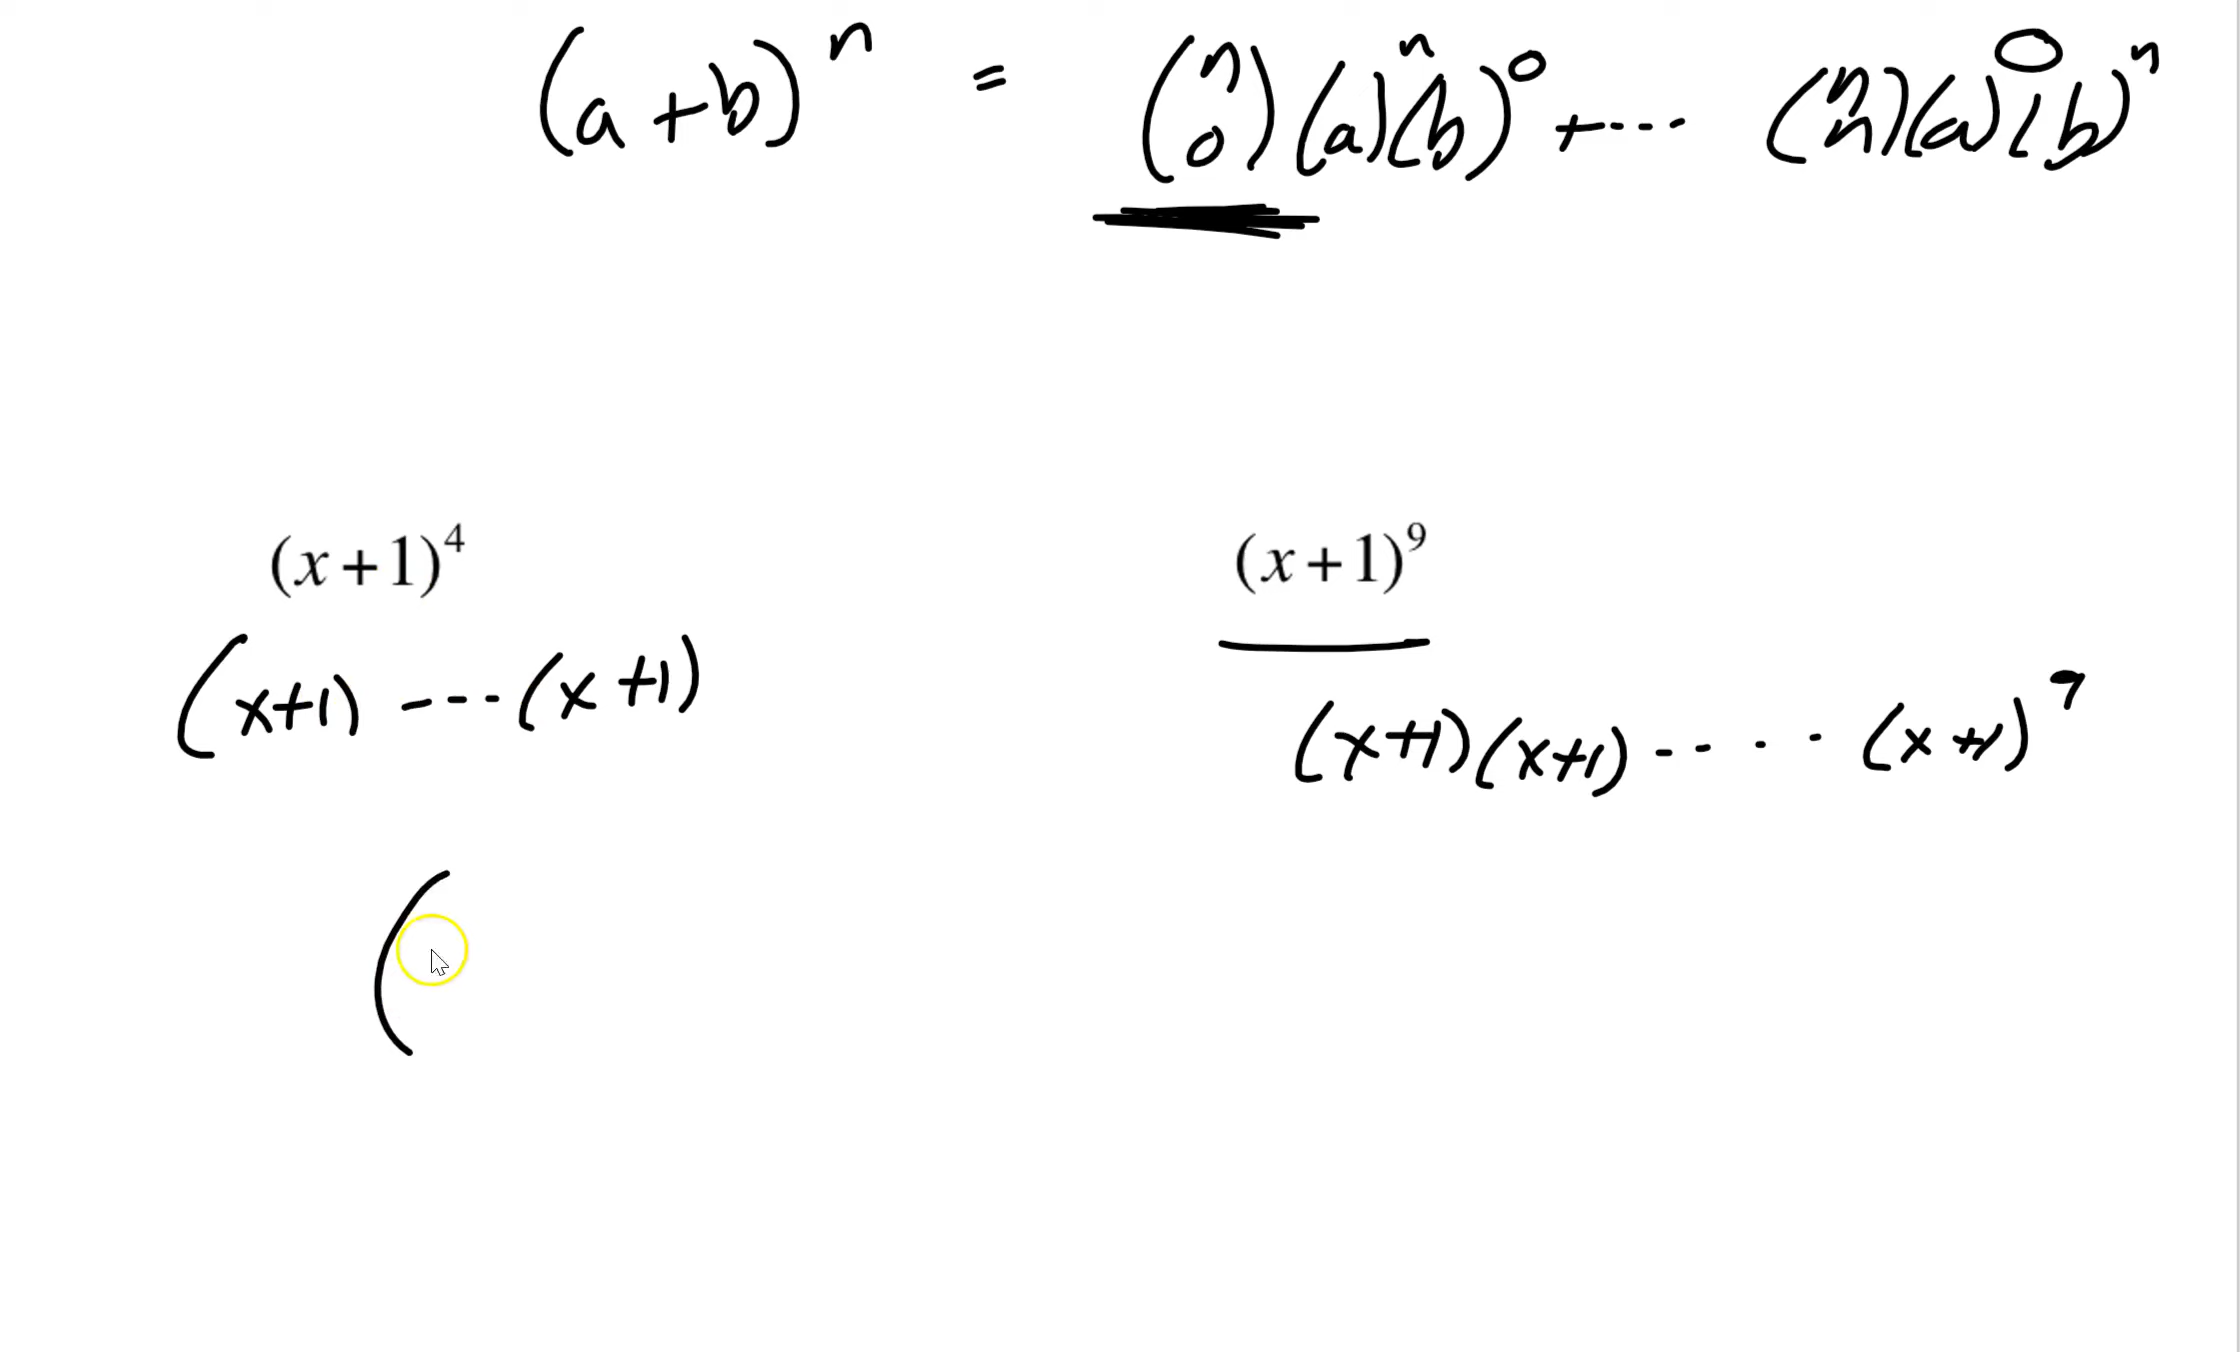 (a+b)^n = (n 0)(a)^n(b)^0 +---- (n n)(a)^0(b)^n
(x+1)^4 (x+1)^9
(x+1) ----(x+1) (x+1)(x+1)-----(x+1)^9
(